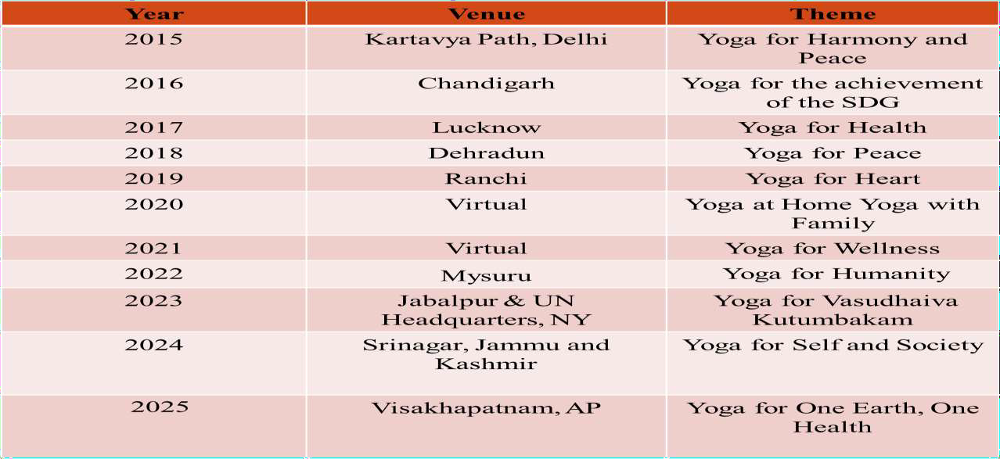 Year Venue Theme
2015 Kartavya Path, Delhi Yoga for Harmony and
Peace
2016 Chandigarh Yoga for the achievement
of the SDG
2017 Lucknow Yoga for Health
2018 Dehradun Yoga for Peace
2019 Ranchi Yoga for Heart
2020 Virtual Yoga at Home Yoga with
Family
2021 Virtual Yoga for Wellness
2022 Mysuru Yoga for Humanity
2023 Jabalpur & UN Yoga for Vasudhaiva
Headquarters, NY Kutumbakam
2024 Srinagar, Jammu and Yoga for Self and Society
Kashmir
2025 Visakhapatnam, AP Yoga for One Earth, One
Health